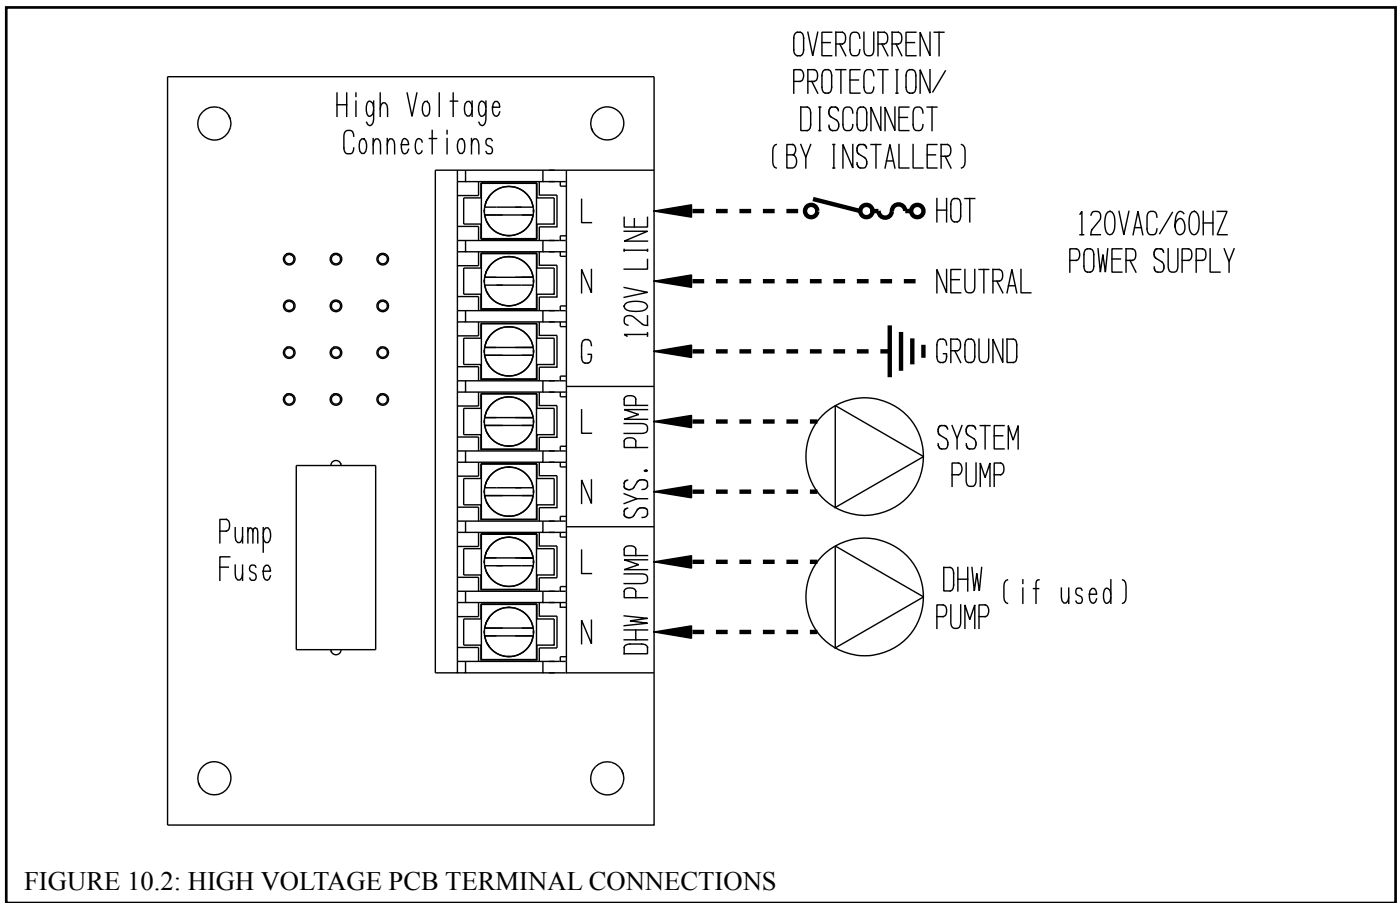 OVERCURRENT
PROTECTION/
DISCONNECT
(BY INSTALLER)
High Voltage
Connections
L
N
G
120V LINE
HOT
NEUTRAL
GROUND
120VAC/60HZ
POWER SUPPLY
L
N
SYS. PUMP
SYSTEM
PUMP
L
N
DHW PUMP
DHW
PUMP
(if used)
Pump
Fuse
FIGURE 10.2: HIGH VOLTAGE PCB TERMINAL CONNECTIONS